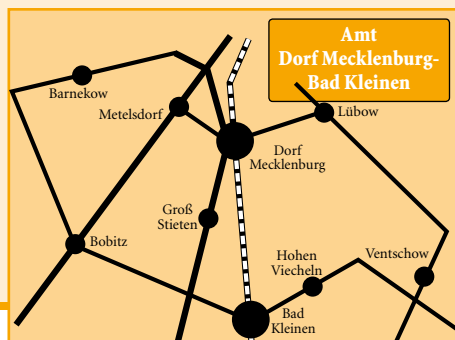 Amt
Dorf Mecklenburg-
Bad Kleinen
Barnekow
Metelsdorf
Lübow
Dorf
Mecklenburg
Groß
Stieten
Bobitz
Hohen
Viecheln
Ventschow
Bad
Kleinen